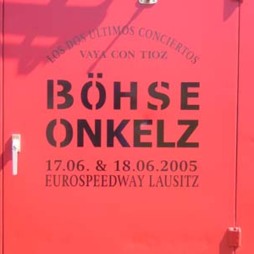 LOS DOS ULTIMOS CONCIERTOS
VAYA CON TIOZ
BÖHSE
ONKELZ
17.06. & 18.06.2005
EUROSPEEDWAY LAUSITZ